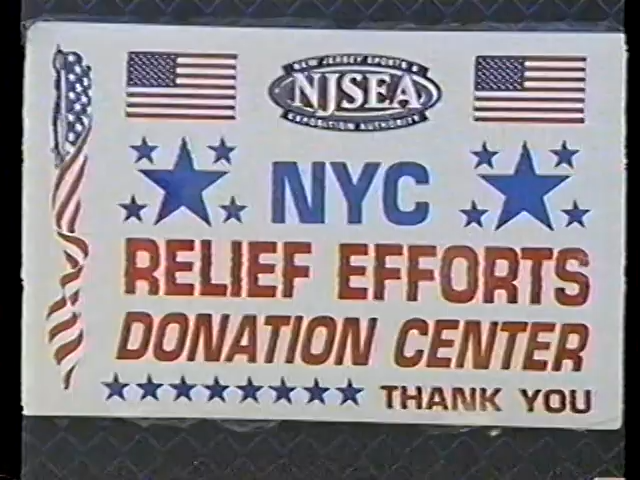 NEW JERSEY SPORTS &
NJSEA
EXPOSITION AUTHORITY
NYC
RELIEF EFFORTS
DONATION CENTER
THANK YOU